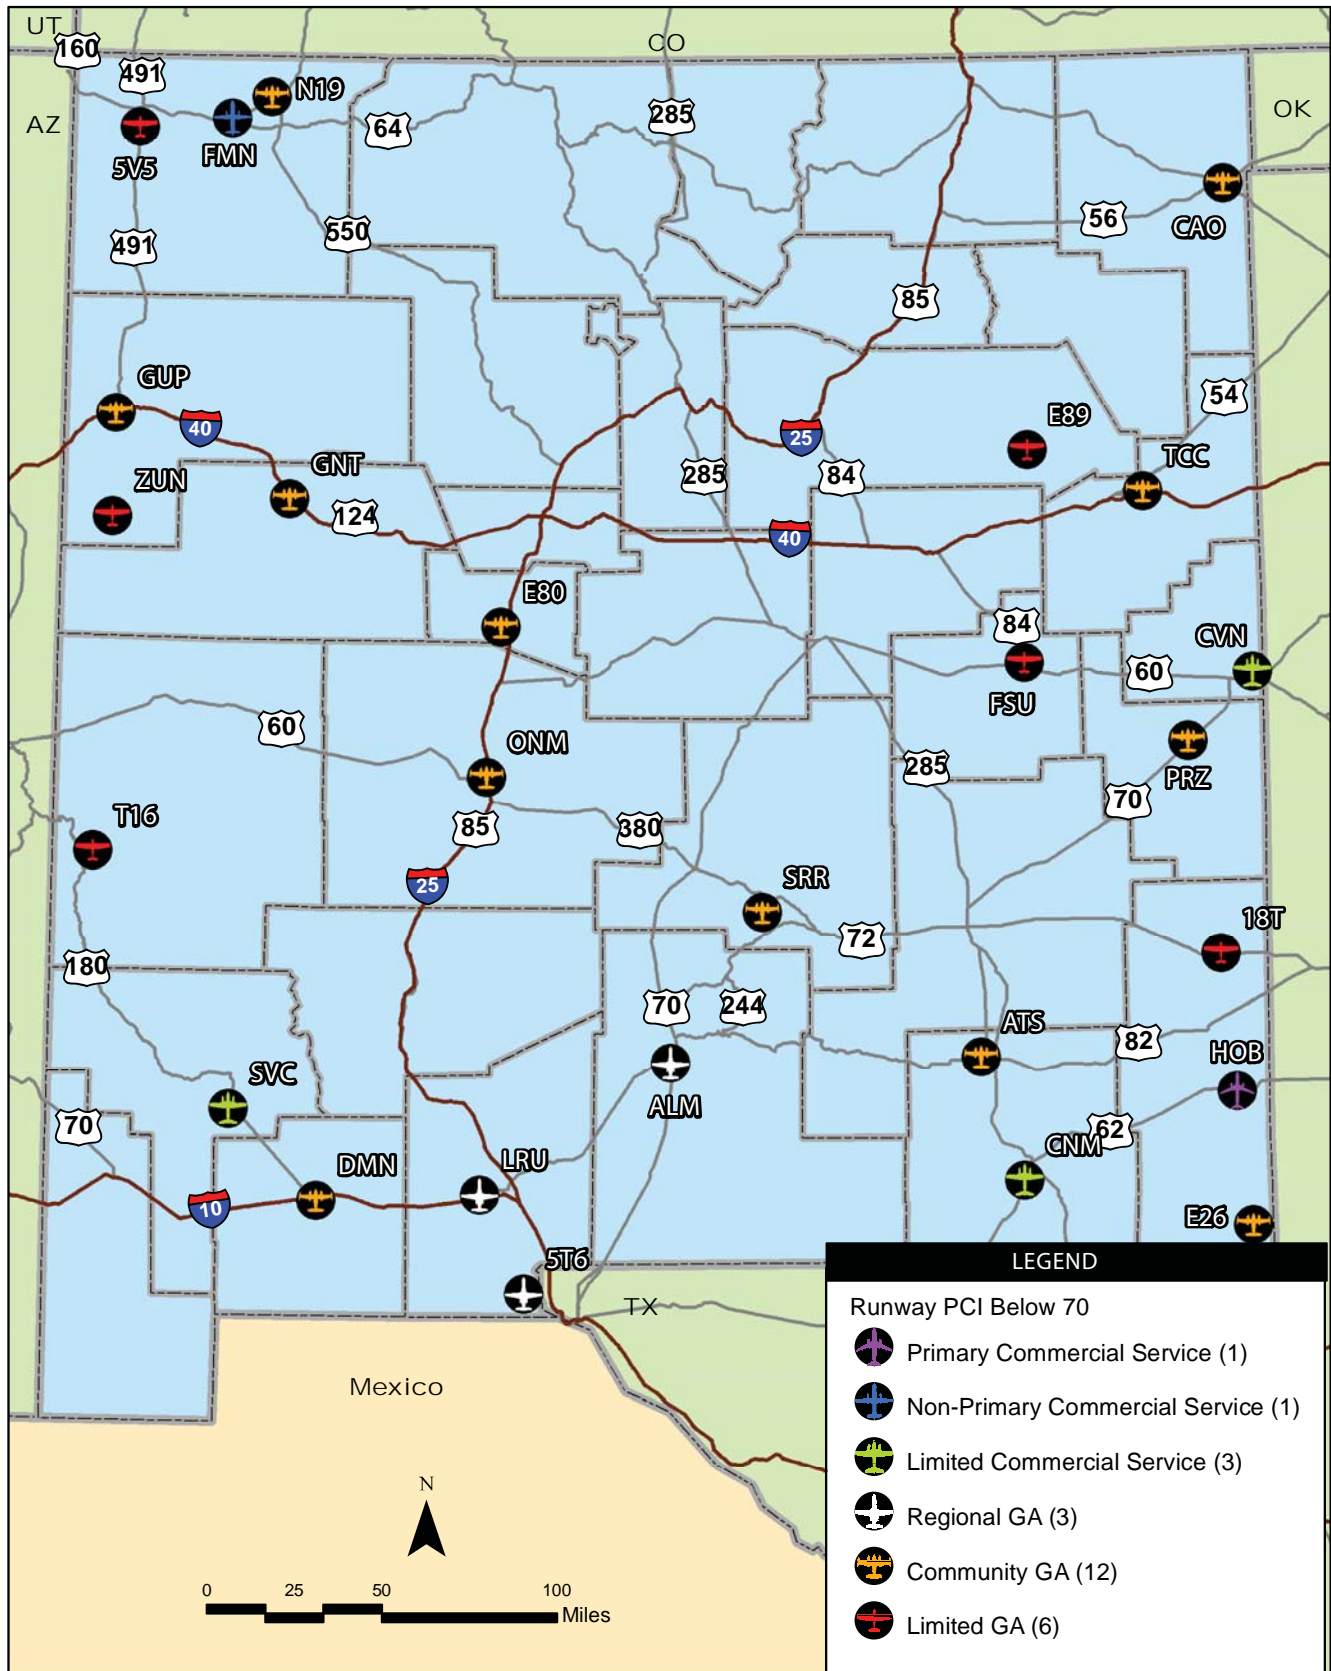 UT
160
CO
491
N19
285
OK
AZ
64
FMN
5V5
CAO
56
550
491
85
GUP
54
E89
40
25
TCC
GNT
285
84
ZUN
124
40
E80
84
CVN
60
FSU
60
ONM
285
PRZ
70
T16
85
380
25
SRR
18T
72
180
70
244
ATS
82
HOB
SVC
ALM
70
62
CNM
LRU
DMN
10
E26
5T6
LEGEND
TX
Runway PCI Below 70
Primary Commercial Service (1)
Mexico
Non-Primary Commercial Service (1)
Limited Commercial Service (3)
N
Regional GA (3)
Community GA (12)
0 25 50 100
Miles
Limited GA (6)